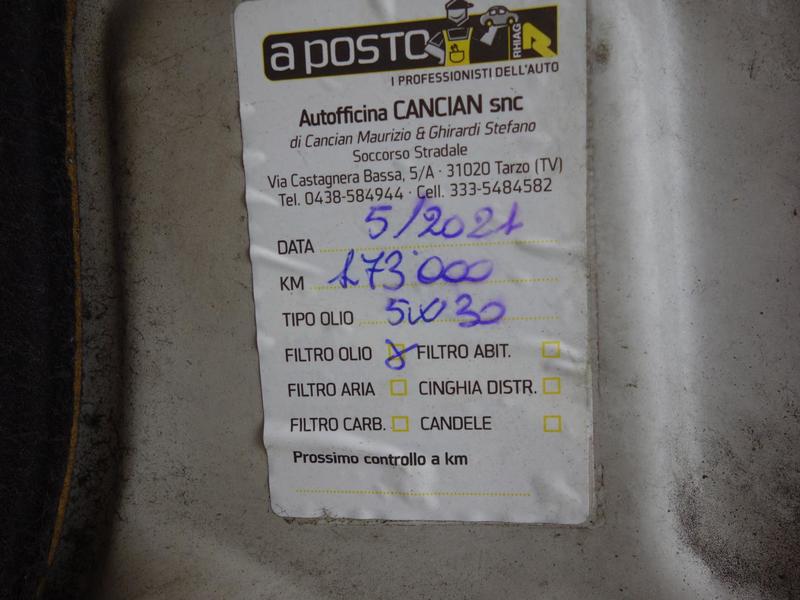 a posto
RHIAG
I PROFESSIONISTI DELL'AUTO
Autofficina CANCIAN snc
di Cancian Maurizio & Ghirardi Stefano
Soccorso Stradale
Via Castagnera Bassa, 5/A · 31020 Tarzo (TV)
Tel. 0438-584944 · Cell. 333-5484582
DATA 5/2021
KM 173'000
TIPO OLIO 5W30
FILTRO OLIO FILTRO ABIT.
FILTRO ARIA CINGHIA DISTR.
FILTRO CARB. CANDELE
Prossimo controllo a km